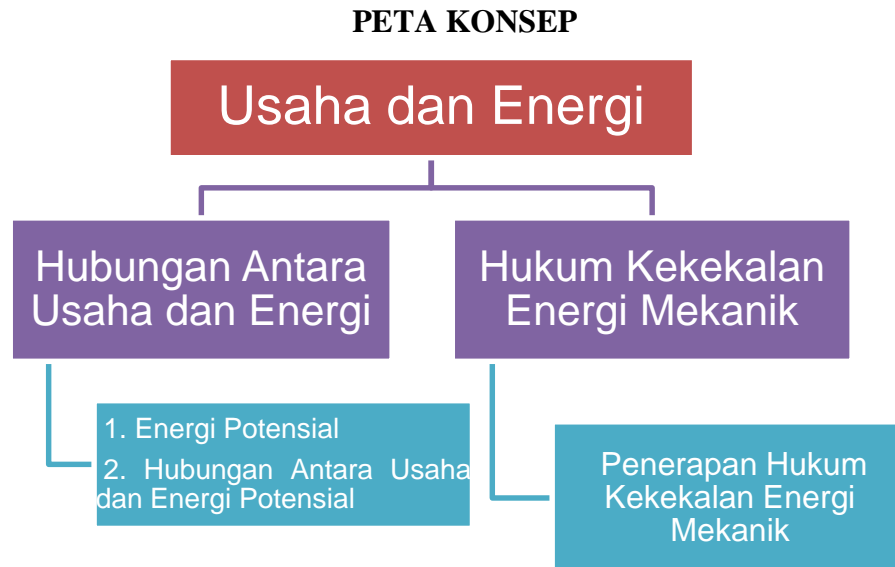 PETA KONSEP
Usaha dan Energi
Hubungan Antara
Usaha dan Energi
Hukum Kekekalan
Energi Mekanik
1. Energi Potensial
2. Hubungan Antara Usaha
dan Energi Potensial
Penerapan Hukum
Kekekalan Energi
Mekanik